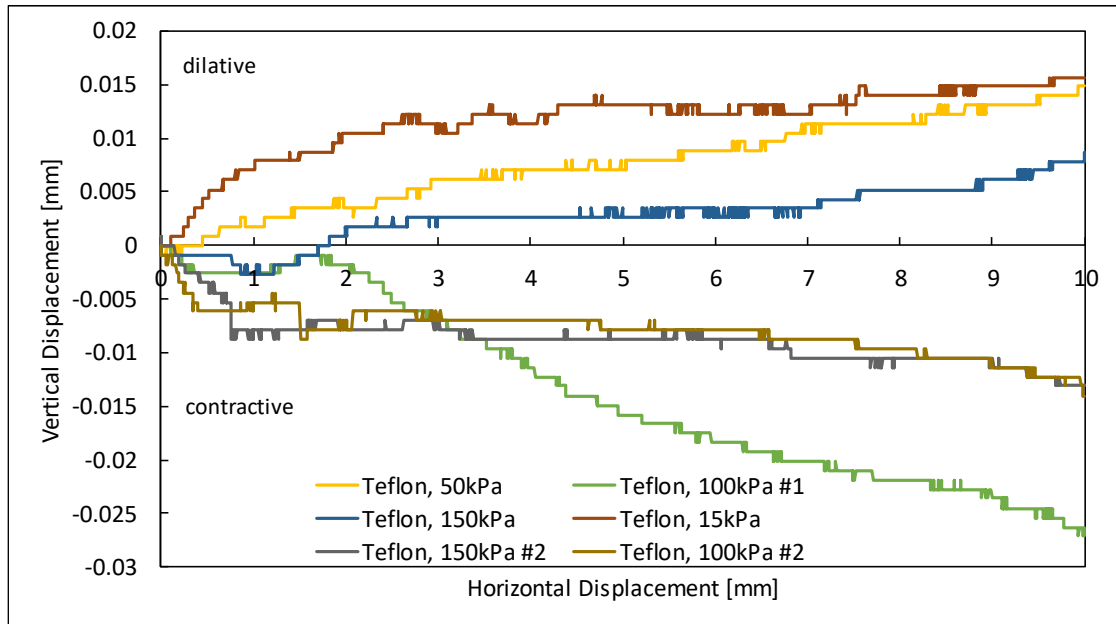 0.02
dilative
0.015
0.01
0.005
0
0 1 2 3 4 5 6 7 8 9 10
-0.005
-0.01
contractive
-0.015
-0.02
-0.025
-0.03
Vertical Displacement [mm]
Teflon, 50kPa Teflon, 100kPa #1
Teflon, 150kPa Teflon, 15kPa
Teflon, 150kPa #2 Teflon, 100kPa #2
Horizontal Displacement [mm]